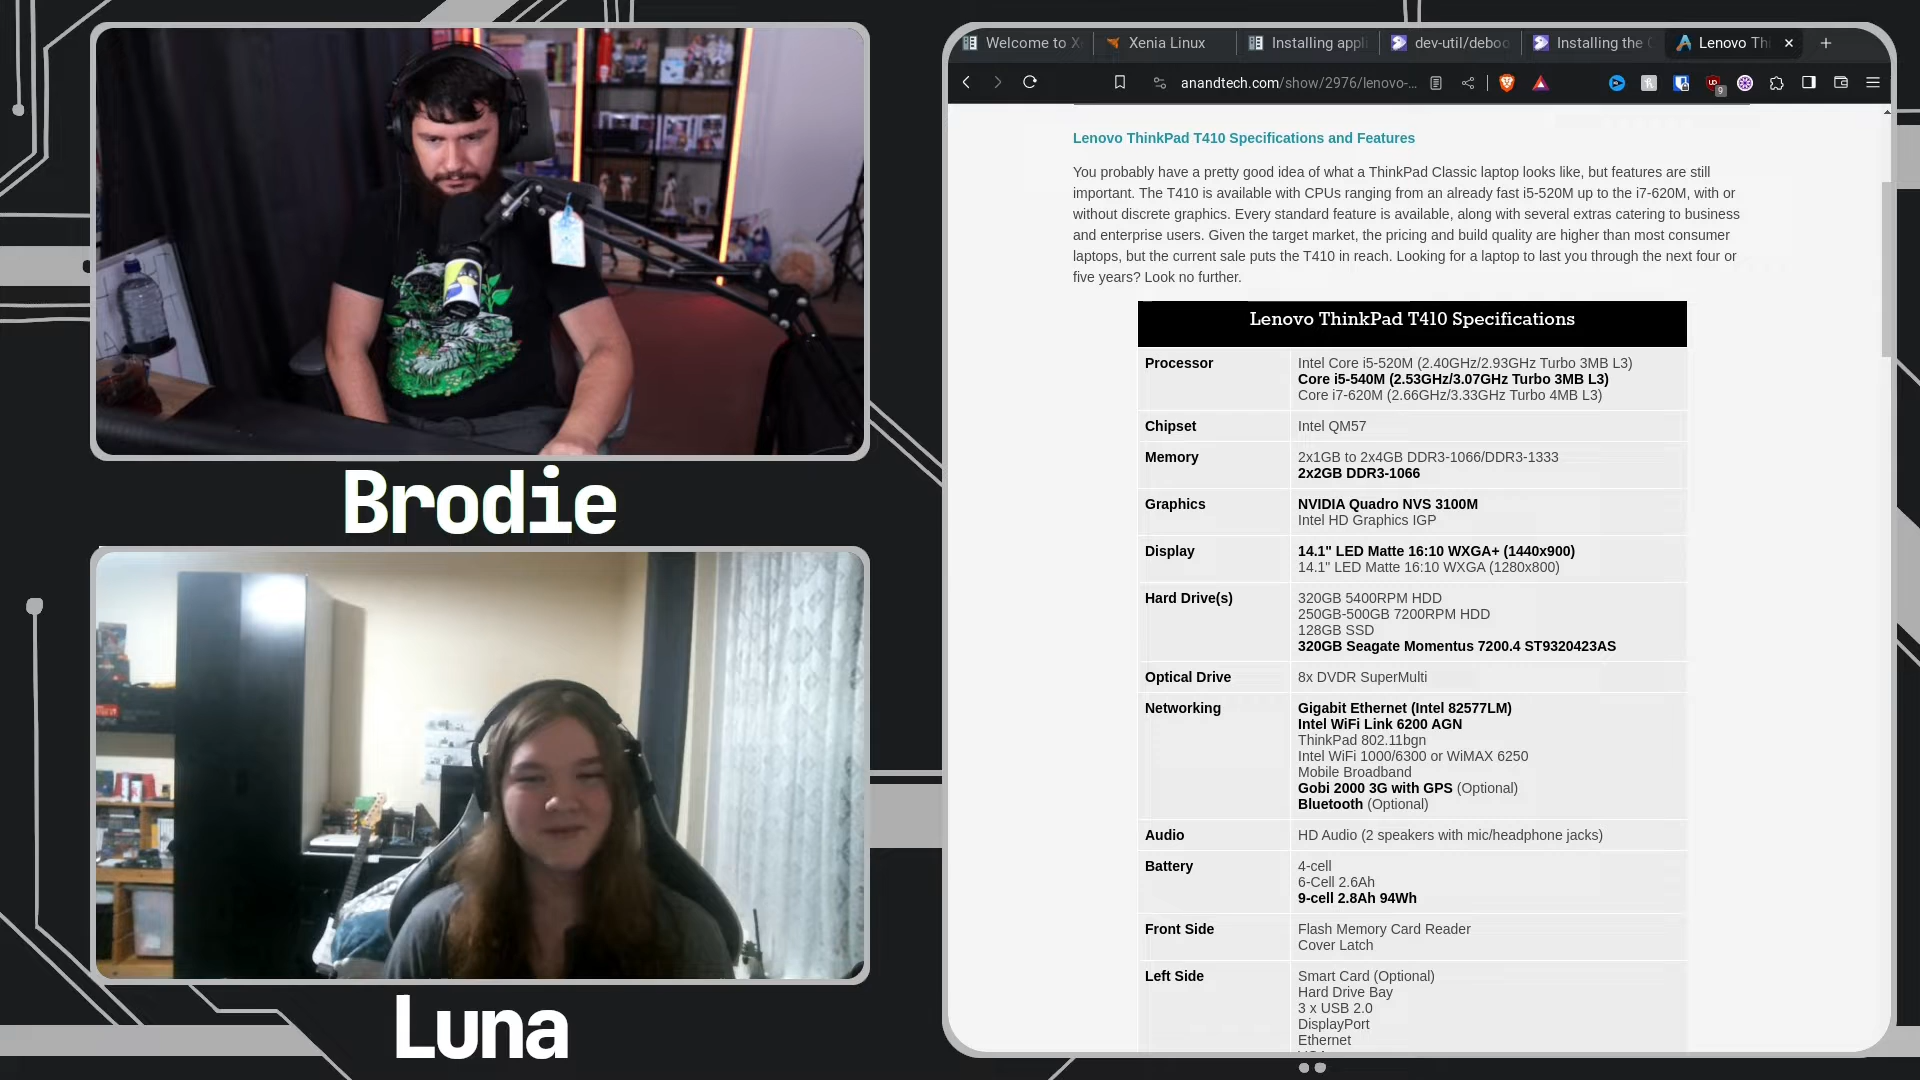 Brodie
Luna
Welcome to X
Xenia Linux
Installing appli
dev-util/deboo
Installing the
Lenovo Th
anandtech.com/show/2976/lenovo-...
9
Lenovo ThinkPad T410 Specifications and Features
You probably have a pretty good idea of what a ThinkPad Classic laptop looks like, but features are still
important. The T410 is available with CPUs ranging from an already fast i5-520M up to the i7-620M, with or
without discrete graphics. Every standard feature is available, along with several extras catering to business
and enterprise users. Given the target market, the pricing and build quality are higher than most consumer
laptops, but the current sale puts the T410 in reach. Looking for a laptop to last you through the next four or
five years? Look no further.
Lenovo ThinkPad T410 Specifications
Processor
Intel Core i5-520M (2.40GHz/2.93GHz Turbo 3MB L3)
Core i5-540M (2.53GHz/3.07GHz Turbo 3MB L3)
Core i7-620M (2.66GHz/3.33GHz Turbo 4MB L3)
Chipset
Intel QM57
Memory
2x1GB to 2x4GB DDR3-1066/DDR3-1333
2x2GB DDR3-1066
Graphics
NVIDIA Quadro NVS 3100M
Intel HD Graphics IGP
Display
14.1" LED Matte 16:10 WXGA+ (1440x900)
14.1" LED Matte 16:10 WXGA (1280x800)
Hard Drive(s)
320GB 5400RPM HDD
250GB-500GB 7200RPM HDD
128GB SSD
320GB Seagate Momentus 7200.4 ST9320423AS
Optical Drive
8x DVDR SuperMulti
Networking
Gigabit Ethernet (Intel 82577LM)
Intel WiFi Link 6200 AGN
ThinkPad 802.11bgn
Intel WiFi 1000/6300 or WiMAX 6250
Mobile Broadband
Gobi 2000 3G with GPS (Optional)
Bluetooth (Optional)
Audio
HD Audio (2 speakers with mic/headphone jacks)
Battery
4-cell
6-Cell 2.6Ah
9-cell 2.8Ah 94Wh
Front Side
Flash Memory Card Reader
Cover Latch
Left Side
Smart Card (Optional)
Hard Drive Bay
3 x USB 2.0
DisplayPort
Ethernet